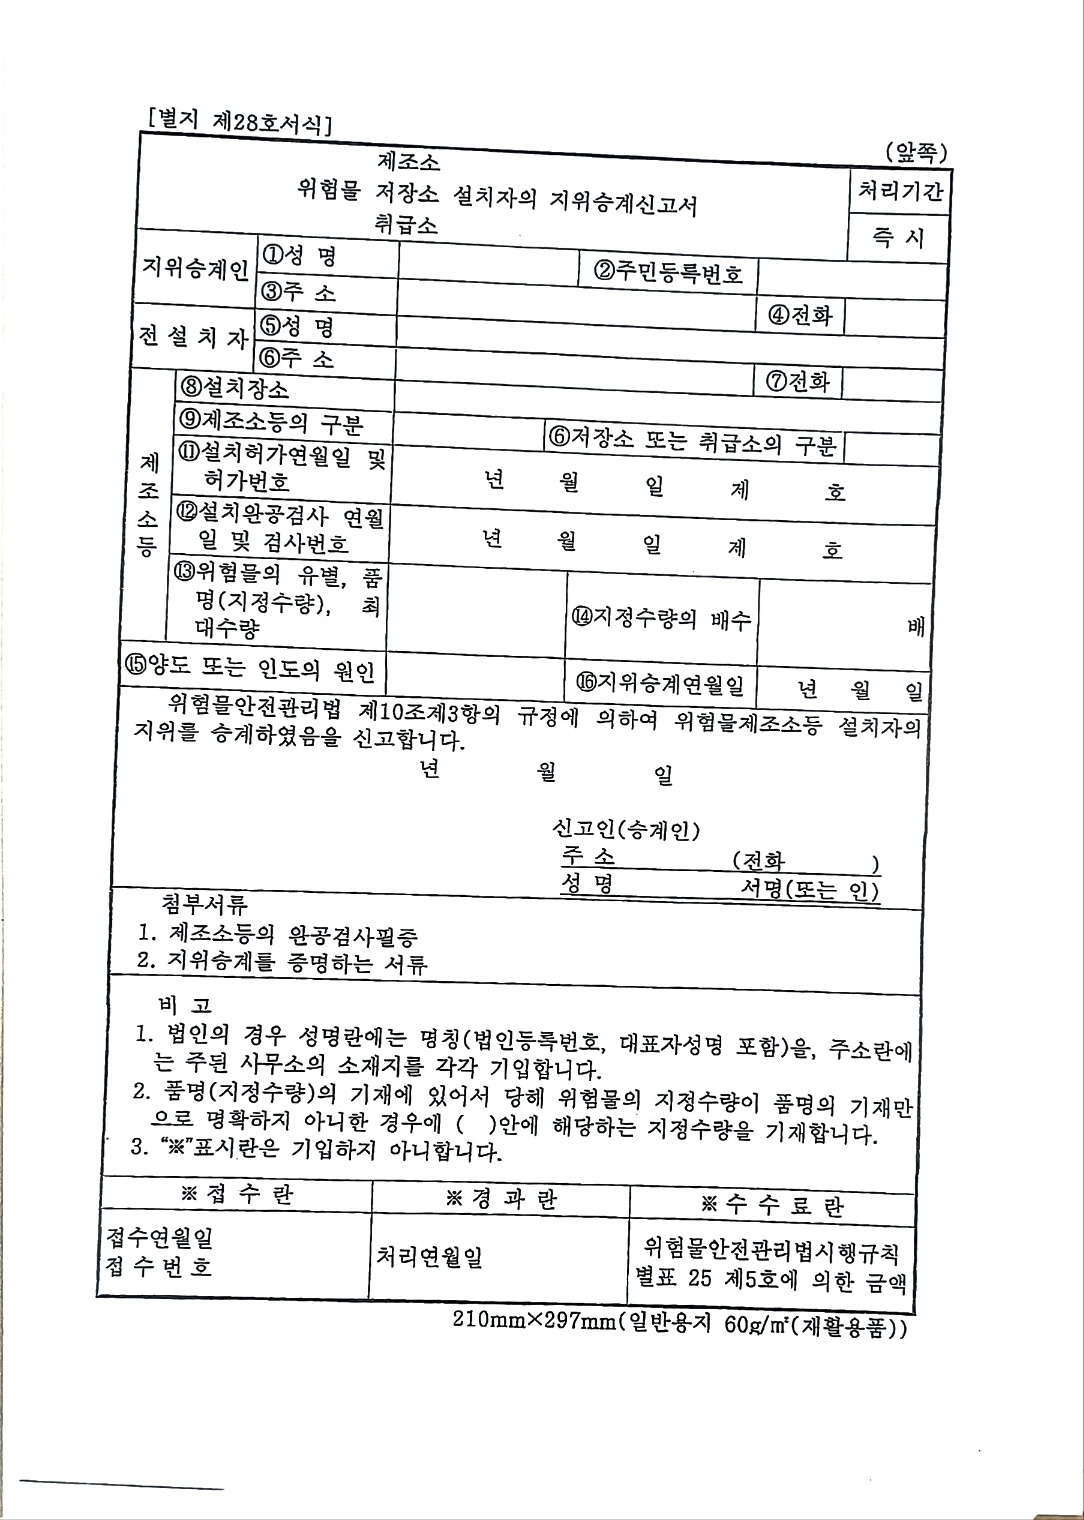 [별지 제28호서식]
(앞쪽)
제조소
위험물 저장소 설치자의 지위승계신고서
취급소
처리기간
즉 시
지위승계인
①성 명
②주민등록번호
③주 소
④전화
전 설 치 자
⑤성 명
⑥주 소
⑦전화
제조소등
⑧설치장소
⑨제조소등의 구분
⑥저장소 또는 취급소의 구분
⑪설치허가연월일 및
허가번호
년 월 일 제 호
⑫설치완공검사 연월
일 및 검사번호
년 월 일 제 호
⑬위험물의 유별, 품
명(지정수량), 최
대수량
⑭지정수량의 배수
배
⑮양도 또는 인도의 원인
⑯지위승계연월일
년 월 일
위험물안전관리법 제10조제3항의 규정에 의하여 위험물제조소등 설치자의
지위를 승계하였음을 신고합니다.
년 월 일
신고인(승계인)
주 소 (전화 )
성 명 서명(또는 인)
첨부서류
1. 제조소등의 완공검사필증
2. 지위승계를 증명하는 서류
비 고
1. 법인의 경우 성명란에는 명칭(법인등록번호, 대표자성명 포함)을, 주소란에
는 주된 사무소의 소재지를 각각 기입합니다.
2. 품명(지정수량)의 기재에 있어서 당해 위험물의 지정수량이 품명의 기재만
으로 명확하지 아니한 경우에 ( )안에 해당하는 지정수량을 기재합니다.
3. “※”표시란은 기입하지 아니합니다.
※ 접 수 란
※ 경 과 란
※ 수 수 료 란
접수연월일
접 수 번 호
처리연월일
위험물안전관리법시행규칙
별표 25 제5호에 의한 금액
210mm×297mm(일반용지 60g/㎡(재활용품))